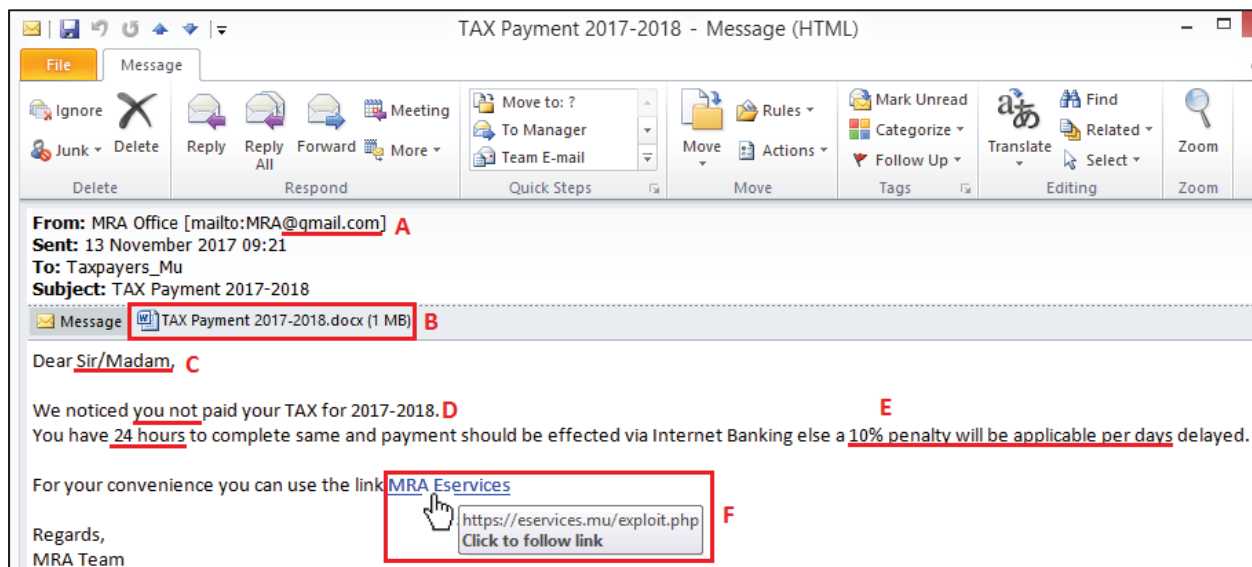 TAX Payment 2017-2018 - Message (HTML)
File Message
Ignore
Junk
Delete
Reply
Reply All
Forward
Meeting
More
Move to: ?
To Manager
Team E-mail
Move
Rules
Actions
Mark Unread
Categorize
Follow Up
Translate
Find
Related
Select
Zoom
Delete Respond Quick Steps Move Tags Editing Zoom
From: MRA Office [mailto:MRA@qmail.com] A
Sent: 13 November 2017 09:21
To: Taxpayers_Mu
Subject: TAX Payment 2017-2018
Message TAX Payment 2017-2018.docx (1 MB) B
Dear Sir/Madam, C
We noticed you not paid your TAX for 2017-2018. D E
You have 24 hours to complete same and payment should be effected via Internet Banking else a 10% penalty will be applicable per days delayed.
For your convenience you can use the link MRA Eservices
https://eservices.mu/exploit.php F
Click to follow link
Regards,
MRA Team